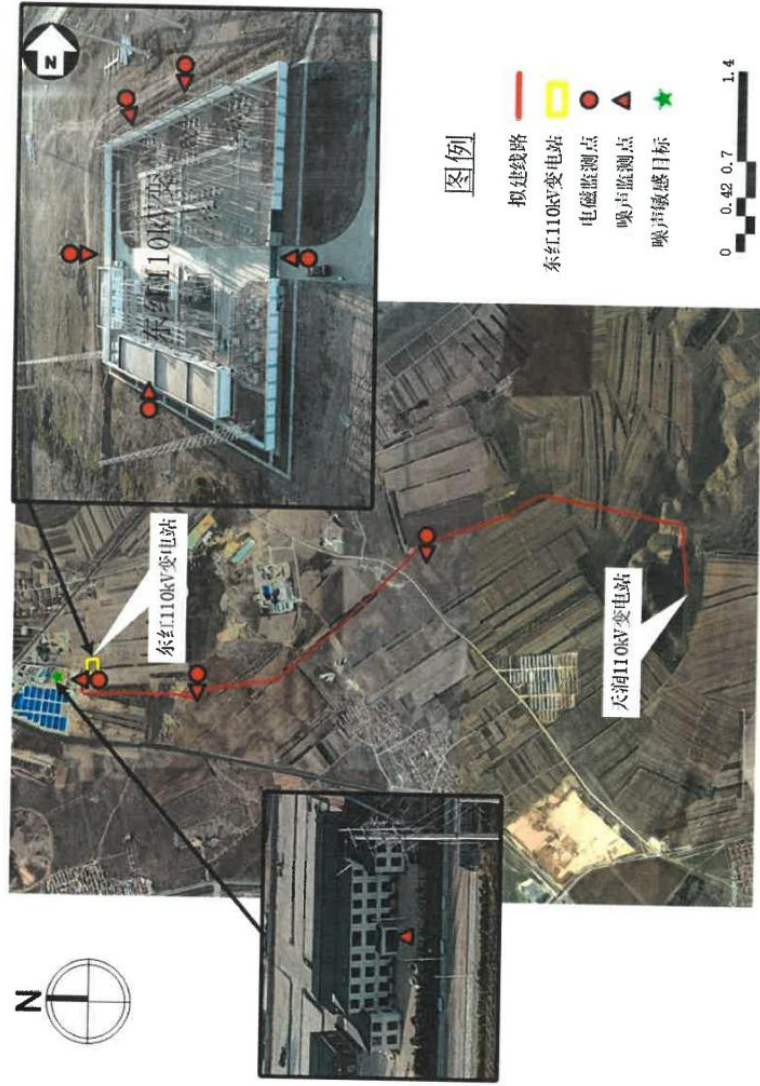 N
N
东红110kV变
东红110kV变电站
天润110kV变电站
图例
拟建线路
东红110kV变电站
电磁监测点
噪声监测点
噪声敏感目标
0 0.42 0.7 1.4